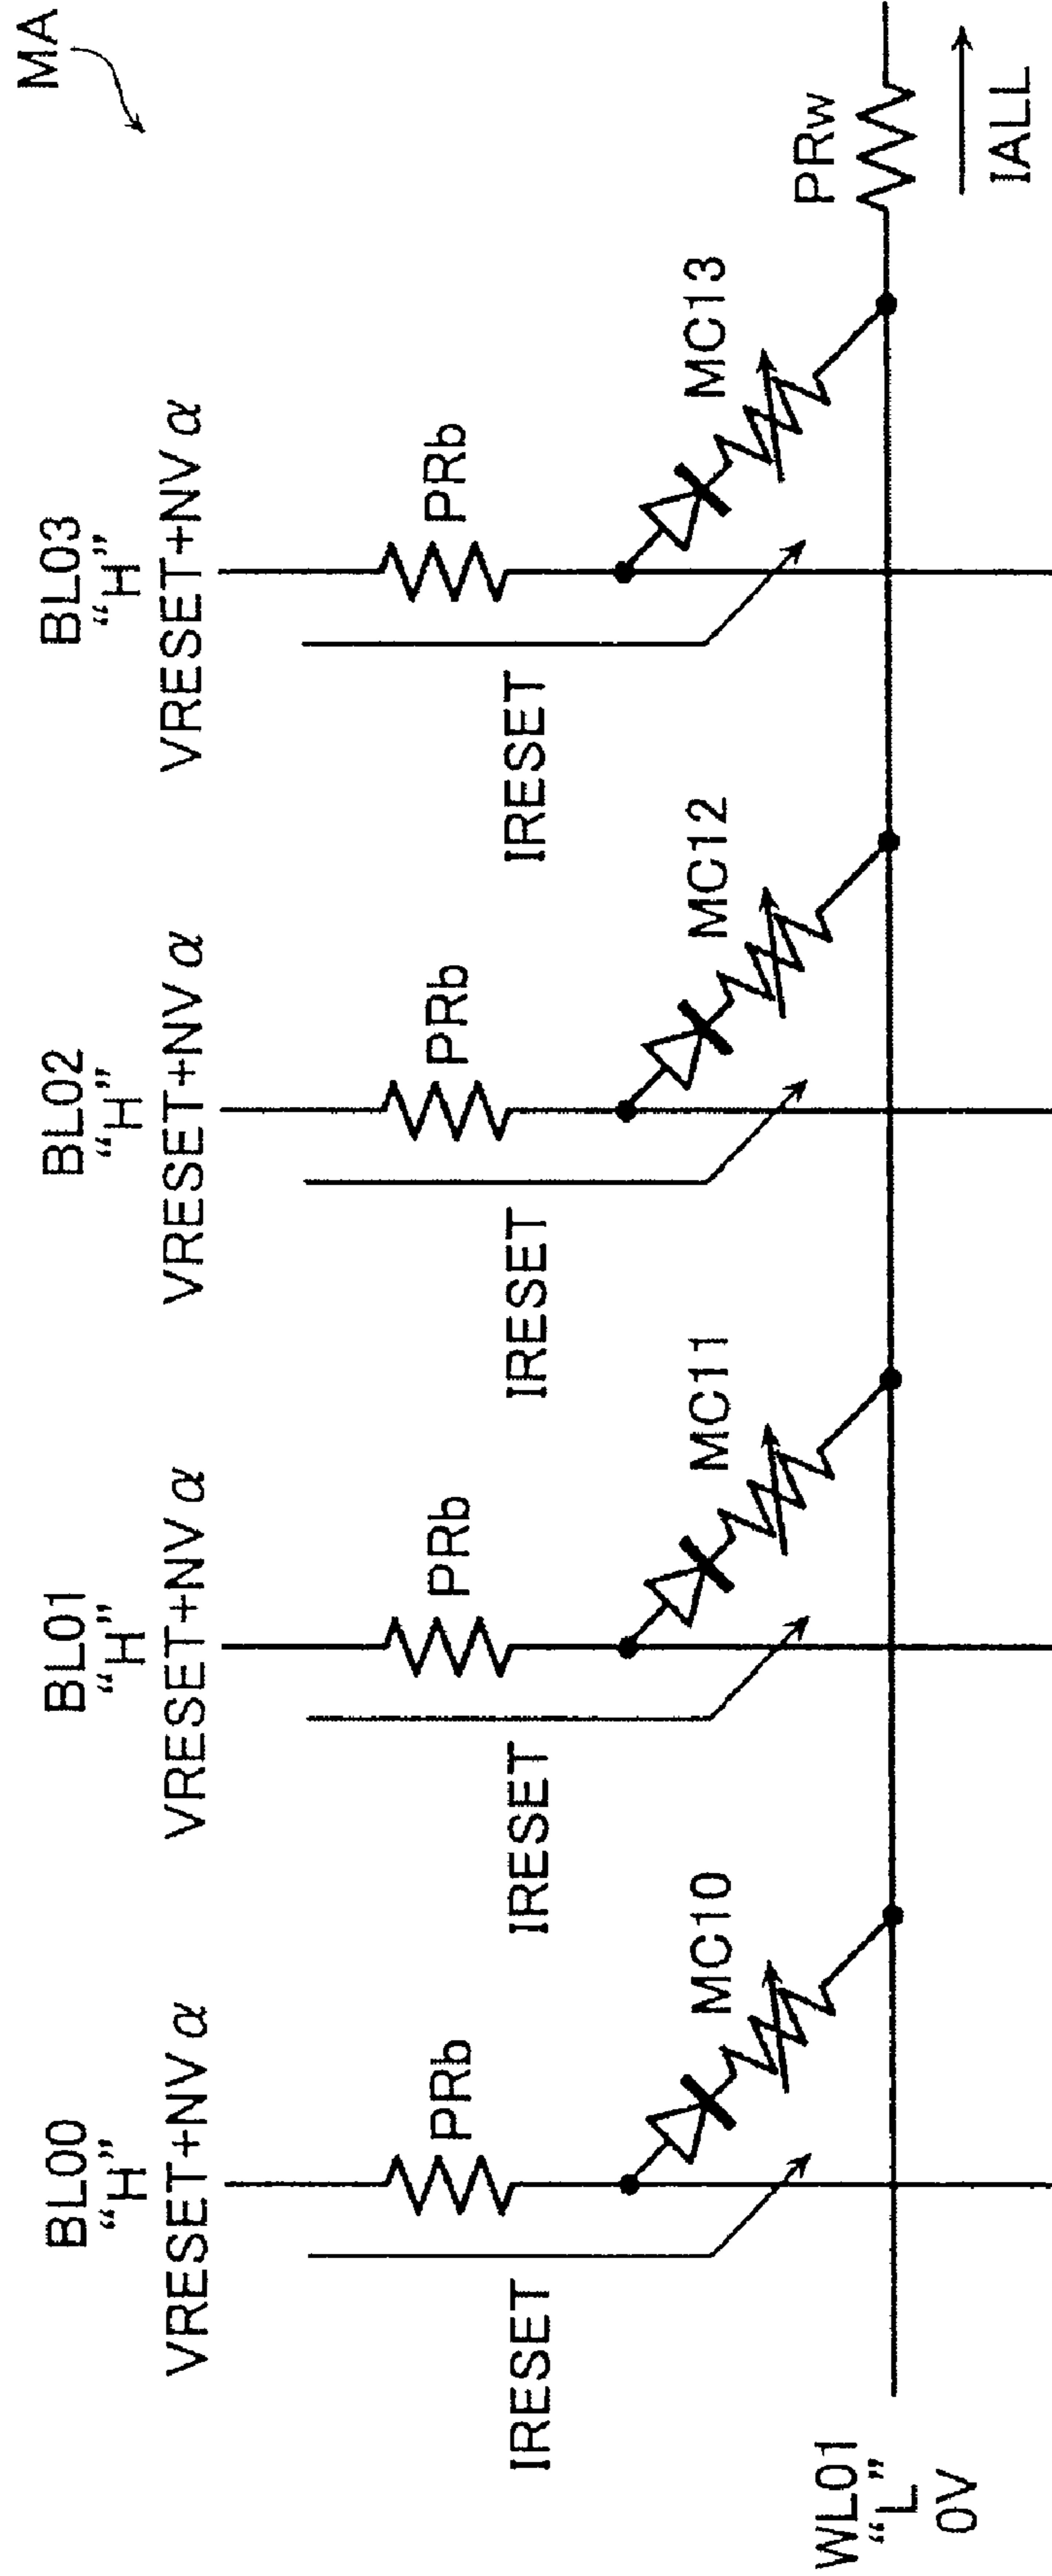 MA
BL00
“H”
VRESET+NVα
BL01
“H”
VRESET+NVα
BL02
“H”
VRESET+NVα
BL03
“H”
VRESET+NVα
PRb
PRb
PRb
PRb
IRESET
IRESET
IRESET
IRESET
MC10
MC11
MC12
MC13
PRw
WL01
“L”
0V
IALL